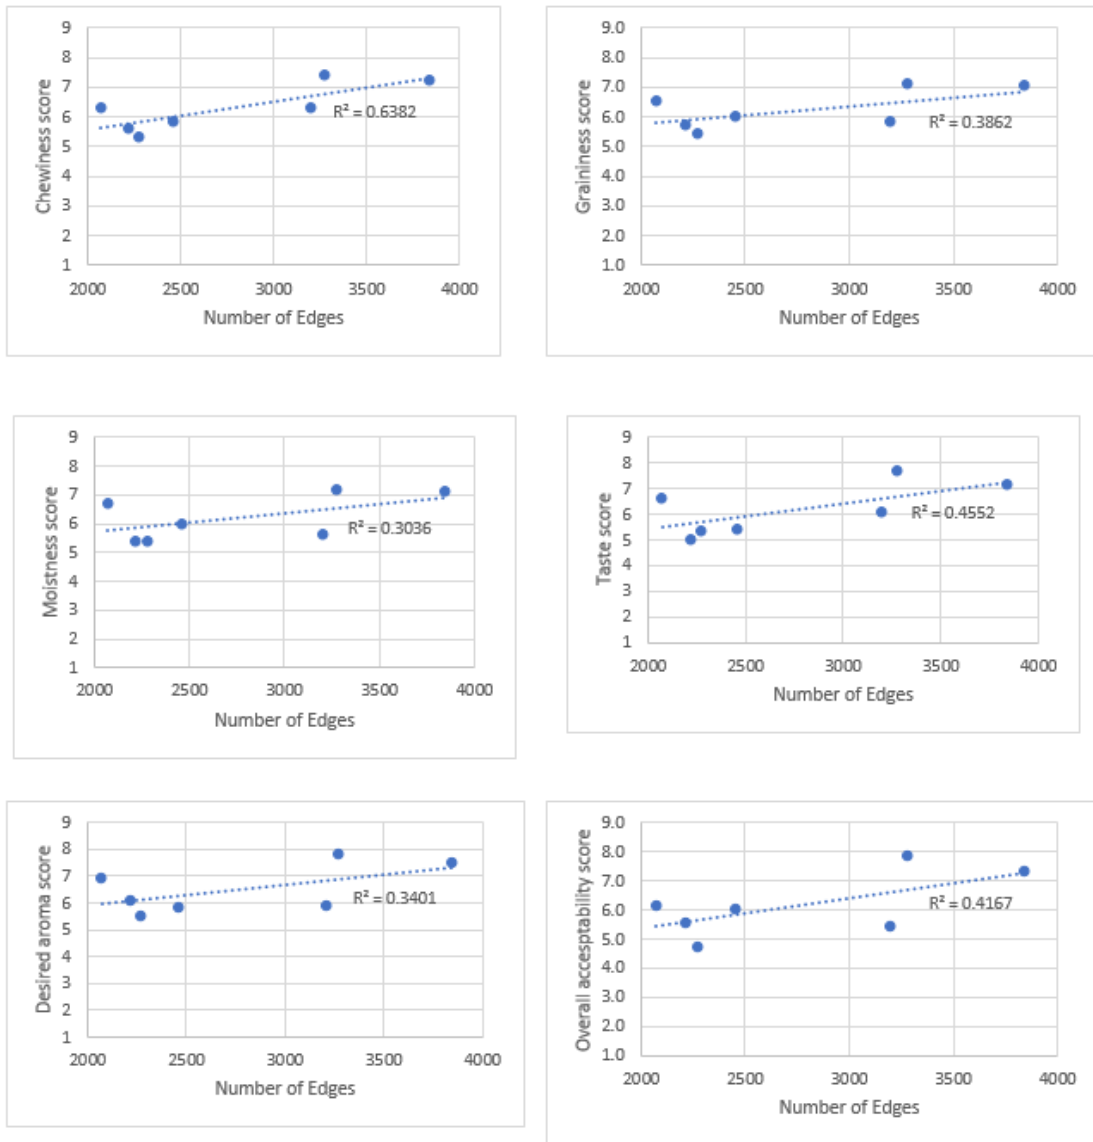 9
8
7
6
5
4
3
2
1
Chewiness score
R² = 0.6382
2000 2500 3000 3500 4000
Number of Edges
9.0
8.0
7.0
6.0
5.0
4.0
3.0
2.0
1.0
Graininess score
R² = 0.3862
2000 2500 3000 3500 4000
Number of Edges
9
8
7
6
5
4
3
2
1
Moistness score
R² = 0.3036
2000 2500 3000 3500 4000
Number of Edges
9
8
7
6
5
4
3
2
1
Taste score
R² = 0.4552
2000 2500 3000 3500 4000
Number of Edges
9
8
7
6
5
4
3
2
1
Desired aroma score
R² = 0.3401
2000 2500 3000 3500 4000
Number of Edges
9.0
8.0
7.0
6.0
5.0
4.0
3.0
2.0
1.0
Overall accesptability score
R² = 0.4167
2000 2500 3000 3500 4000
Number of Edges